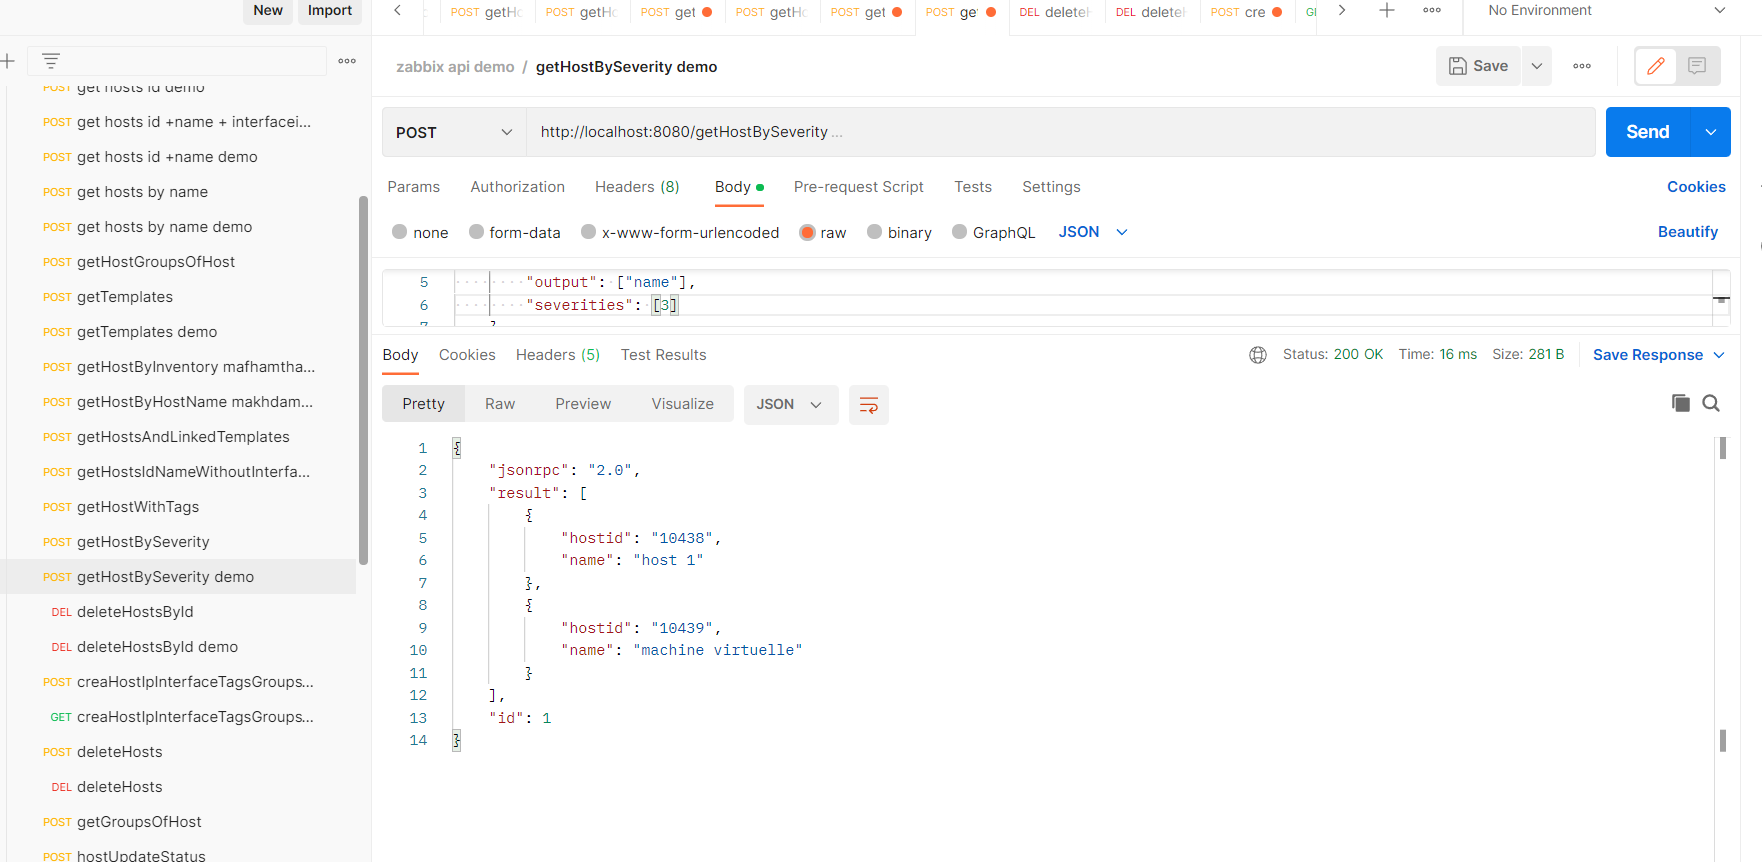 New Import
POST getHo POST getHo POST get POST getHo POST get POST ge DEL delete DEL delete POST cre No Environment
zabbix api demo / getHostBySeverity demo
Save
POST get hosts id demo
POST get hosts id +name + interfacei...
POST get hosts id +name demo
POST get hosts by name
POST get hosts by name demo
POST getHostGroupsOfHost
POST getTemplates
POST getTemplates demo
POST getHostByInventory mafhamtha...
POST getHostByHostName makhdam...
POST getHostsAndLinkedTemplates
POST getHostsIdNameWithoutInterfa...
POST getHostWithTags
POST getHostBySeverity
POST getHostBySeverity demo
DEL deleteHostsById
DEL deleteHostsById demo
POST creaHostIpInterfaceTagsGroups...
GET creaHostIpInterfaceTagsGroups...
POST deleteHosts
DEL deleteHosts
POST getGroupsOfHost
POST hostUpdateStatus
POST http://localhost:8080/getHostBySeverity ... Send
Params Authorization Headers (8) Body Pre-request Script Tests Settings Cookies
none form-data x-www-form-urlencoded raw binary GraphQL JSON Beautify
5 "output": ["name"],
6 "severities": [3]
7 }
Body Cookies Headers (5) Test Results Status: 200 OK Time: 16 ms Size: 281 B Save Response
Pretty Raw Preview Visualize JSON
1 {
2 "jsonrpc": "2.0",
3 "result": [
4 {
5 "hostid": "10438",
6 "name": "host 1"
7 },
8 {
9 "hostid": "10439",
10 "name": "machine virtuelle"
11 }
12 ],
13 "id": 1
14 }